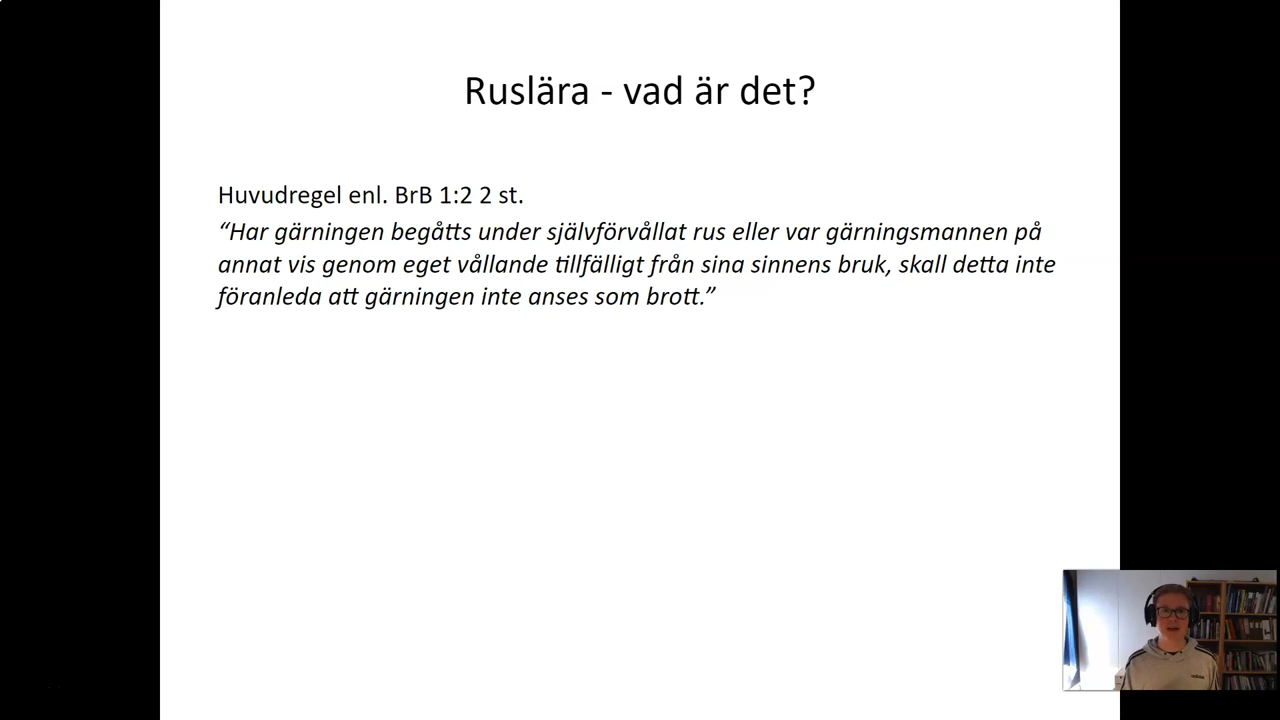 Ruslära - vad är det?
Huvudregel enl. BrB 1:2 2 st.
“Har gärningen begåtts under självförvållat rus eller var gärningsmannen på
annat vis genom eget vållande tillfälligt från sina sinnens bruk, skall detta inte
föranleda att gärningen inte anses som brott.”